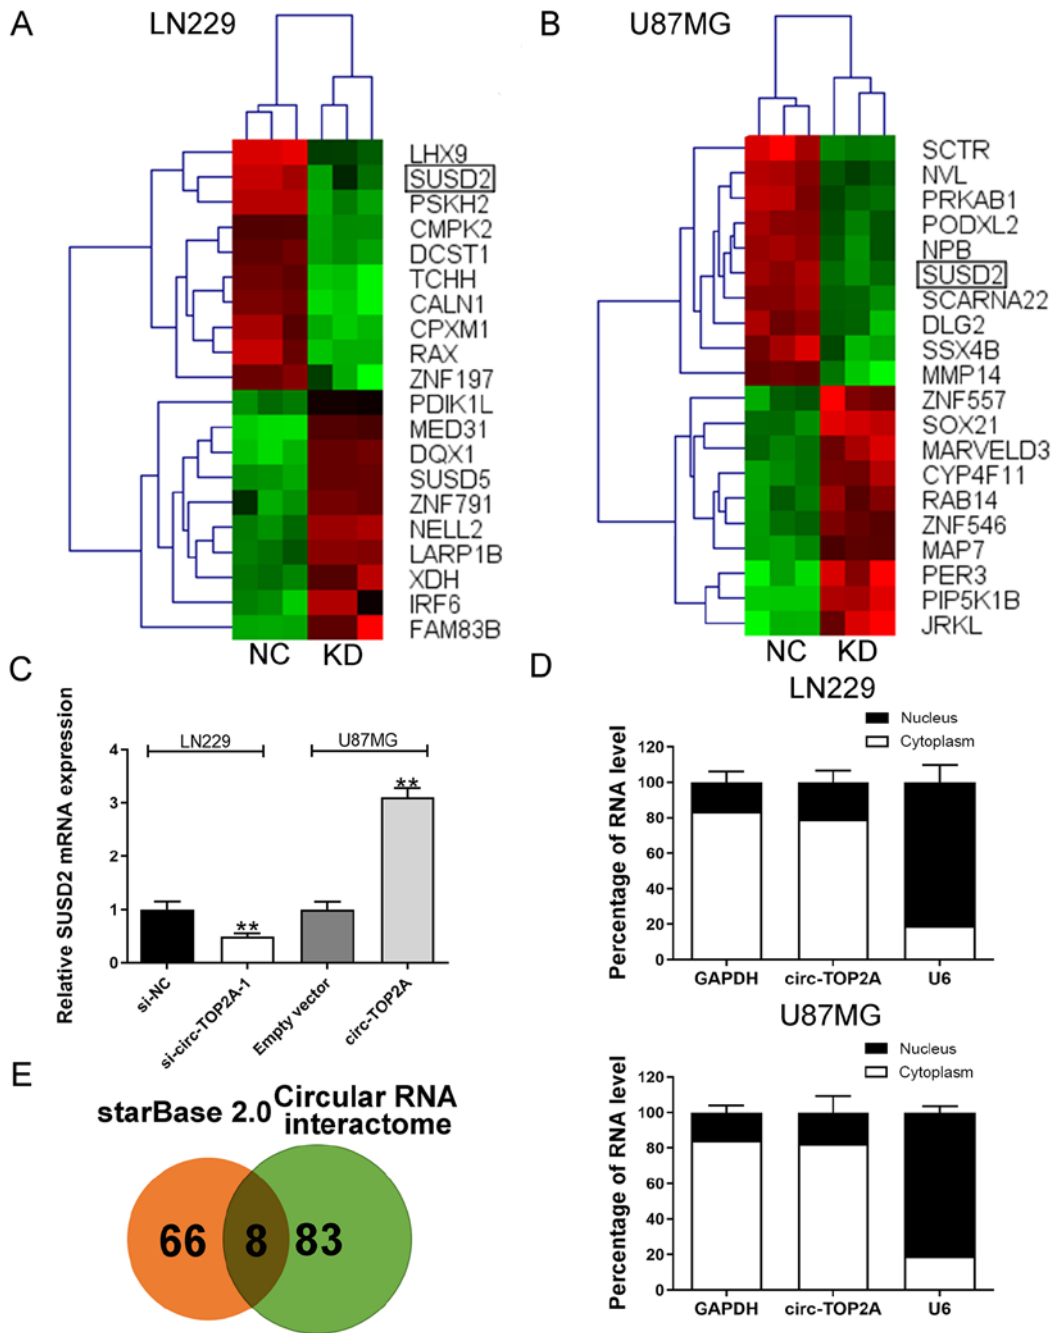 A
LN229
LHX9
SUSD2
PSKH2
CMPK2
DCST1
TCHH
CALN1
CPXM1
RAX
ZNF197
PDIK1L
MED31
DQX1
SUSD5
ZNF791
NELL2
LARP1B
XDH
IRF6
FAM83B
NC KD
B
U87MG
SCTR
NVL
PRKAB1
PODXL2
NPB
SUSD2
SCARNA22
DLG2
SSX4B
MMP14
ZNF557
SOX21
MARVELD3
CYP4F11
RAB14
ZNF546
MAP7
PER3
PIP5K1B
JRKL
NC KD
C
Relative SUSD2 mRNA expression
LN229
U87MG
4
3
2
1
0
**
**
si-NC
si-circ-TOP2A-1
Empty vector
circ-TOP2A
D
LN229
Nucleus
Cytoplasm
Percentage of RNA level
120
100
80
60
40
20
0
GAPDH circ-TOP2A U6
U87MG
Nucleus
Cytoplasm
Percentage of RNA level
120
100
80
60
40
20
0
GAPDH circ-TOP2A U6
E
starBase 2.0
Circular RNA
interactome
66 8 83